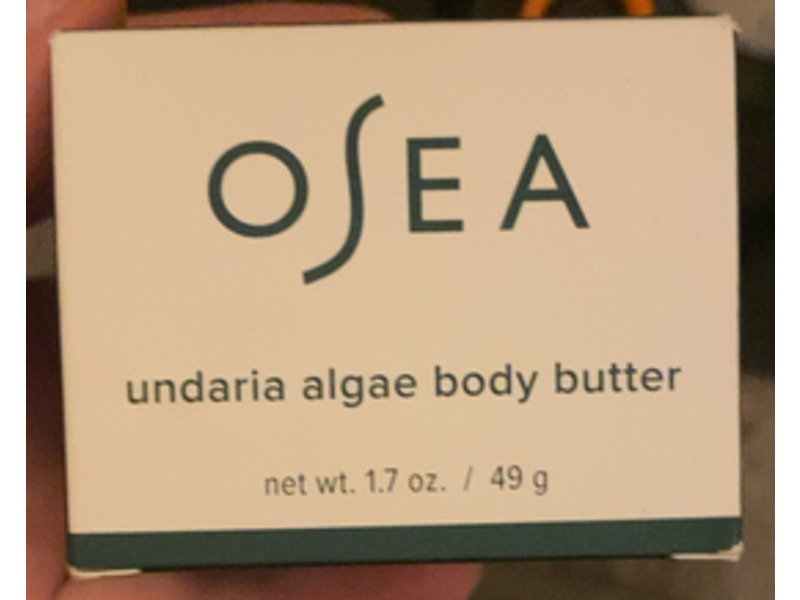 OSEA
undaria algae body butter
net wt. 1.7 oz. / 49 g